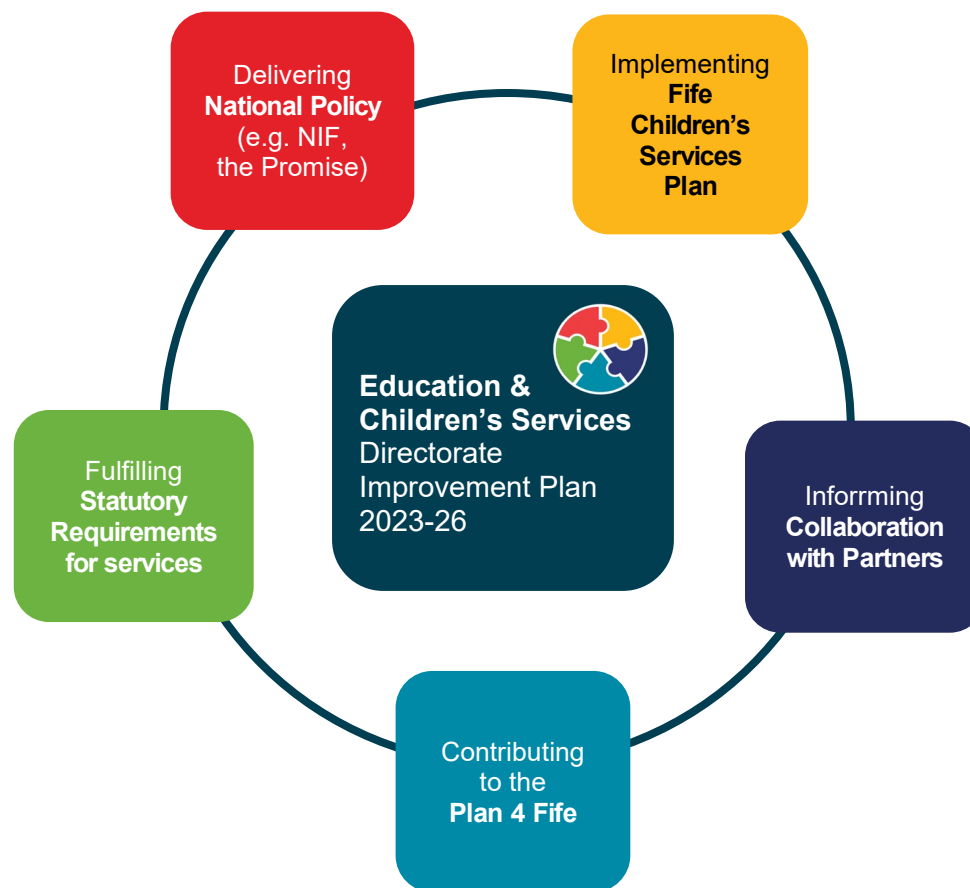 Delivering
National Policy
(e.g. NIF,
the Promise)
Implementing
Fife
Children's
Services
Plan
Education &
Children's Services
Directorate
Improvement Plan
2023-26
Fulfilling
Statutory
Requirements
for services
Inforrming
Collaboration
with Partners
Contributing
to the
Plan 4 Fife